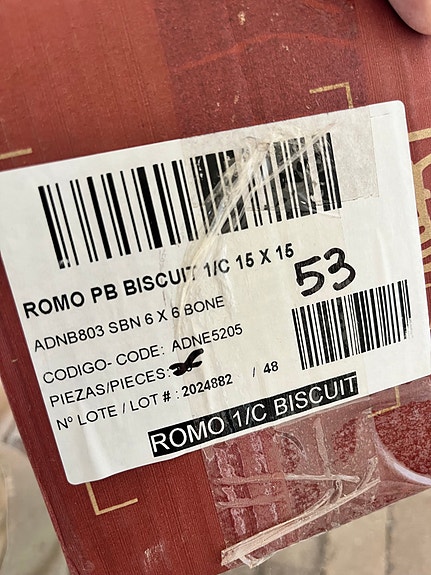 ROMO PB BISCUIT 1/C 15 X 15
53
ADNB803 SBN 6 X 6 BONE
CODIGO- CODE: ADNE5205
PIEZAS/PIECES:
Nº LOTE / LOT # : 2024882 / 48
ROMO 1/C BISCUIT